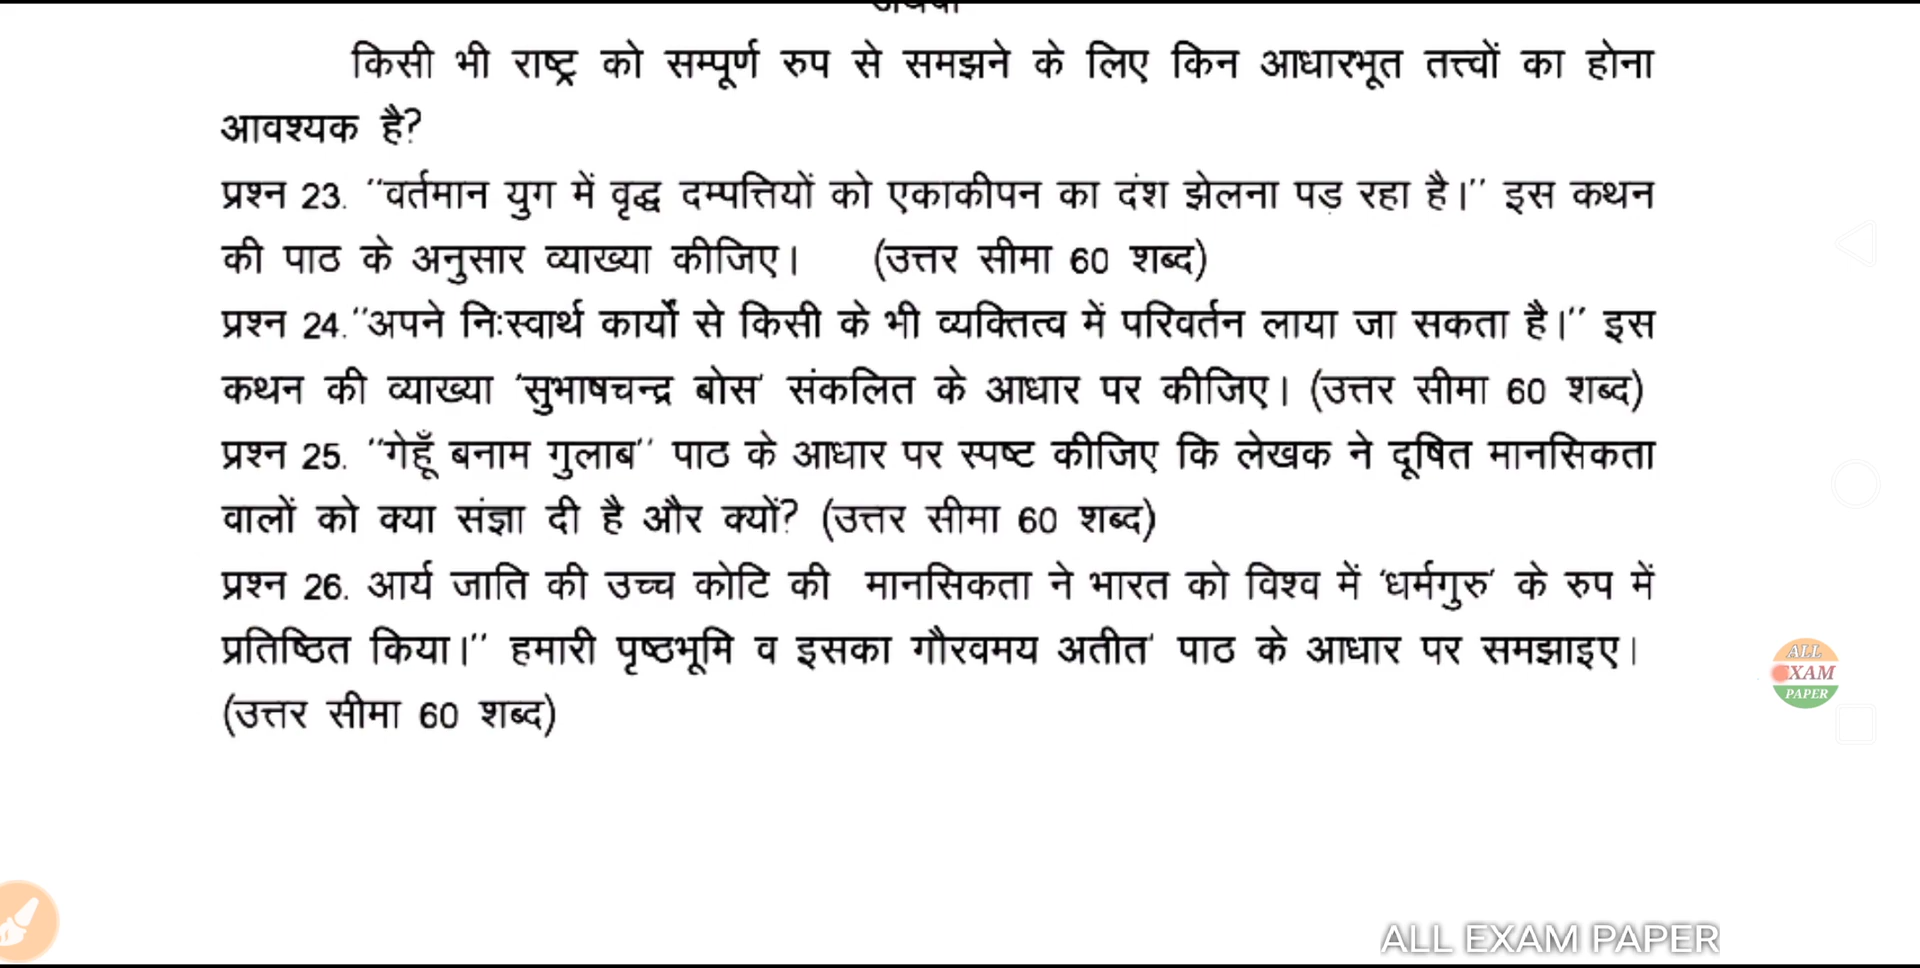 अथवा
किसी भी राष्ट्र को सम्पूर्ण रुप से समझने के लिए किन आधारभूत तत्त्वों का होना
आवश्यक है?
प्रश्न 23. ''वर्तमान युग में वृद्ध दम्पत्तियों को एकाकीपन का दंश झेलना पड़ रहा है।'' इस कथन
की पाठ के अनुसार व्याख्या कीजिए। (उत्तर सीमा 60 शब्द)
प्रश्न 24.''अपने निःस्वार्थ कार्यो से किसी के भी व्यक्तित्व में परिवर्तन लाया जा सकता है।'' इस
कथन की व्याख्या 'सुभाषचन्द्र बोस' संकलित के आधार पर कीजिए। (उत्तर सीमा 60 शब्द)
प्रश्न 25. ''गेहूँ बनाम गुलाब'' पाठ के आधार पर स्पष्ट कीजिए कि लेखक ने दूषित मानसिकता
वालों को क्या संज्ञा दी है और क्यों? (उत्तर सीमा 60 शब्द)
प्रश्न 26. आर्य जाति की उच्च कोटि की मानसिकता ने भारत को विश्व में 'धर्मगुरु' के रुप में
प्रतिष्ठित किया।'' हमारी पृष्ठभूमि व इसका गौरवमय अतीत' पाठ के आधार पर समझाइए।
(उत्तर सीमा 60 शब्द)
ALL
EXAM
PAPER
ALL EXAM PAPER